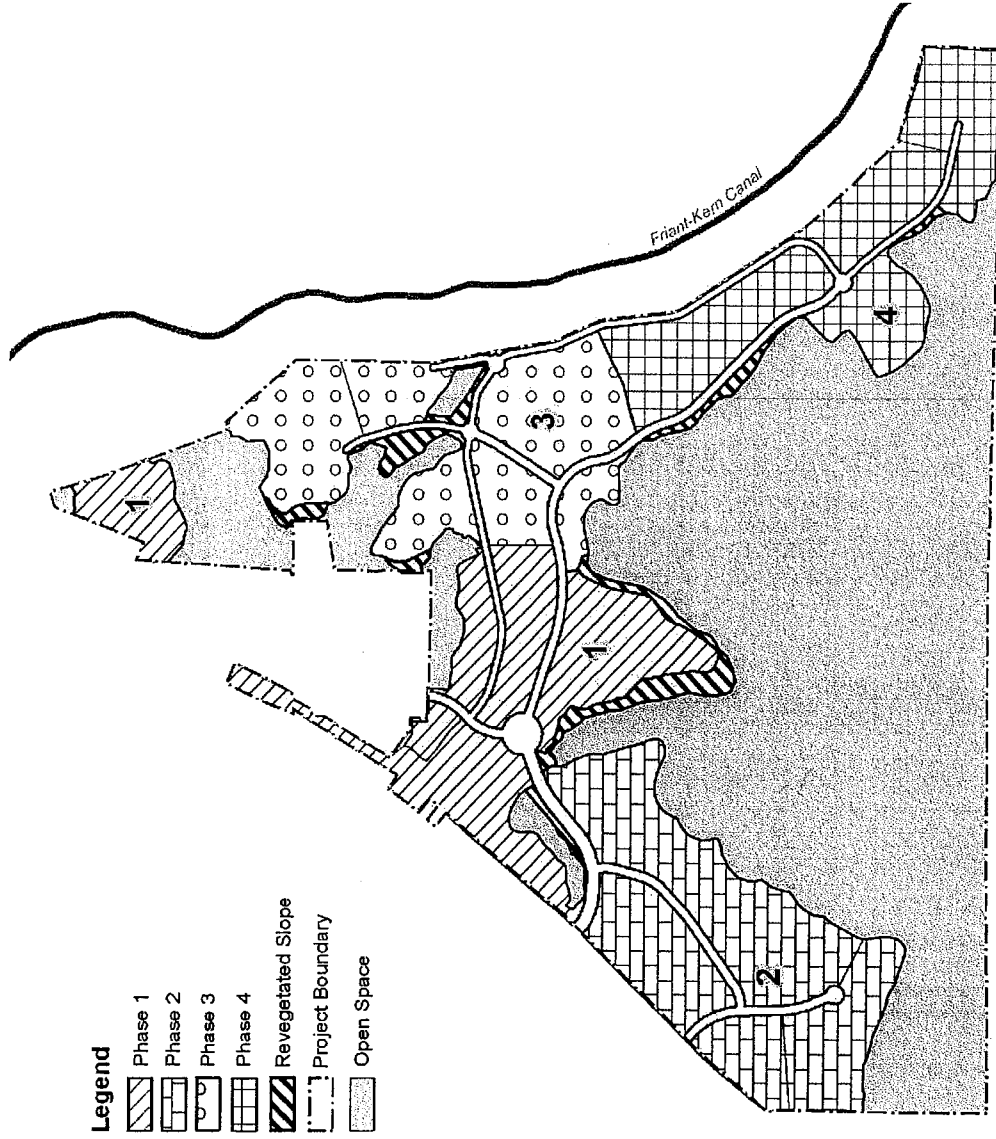 Legend
Phase 1
Phase 2
Phase 3
Phase 4
Revegetated Slope
Project Boundary
Open Space
Friant-Kern Canal
1
3
4
1
2